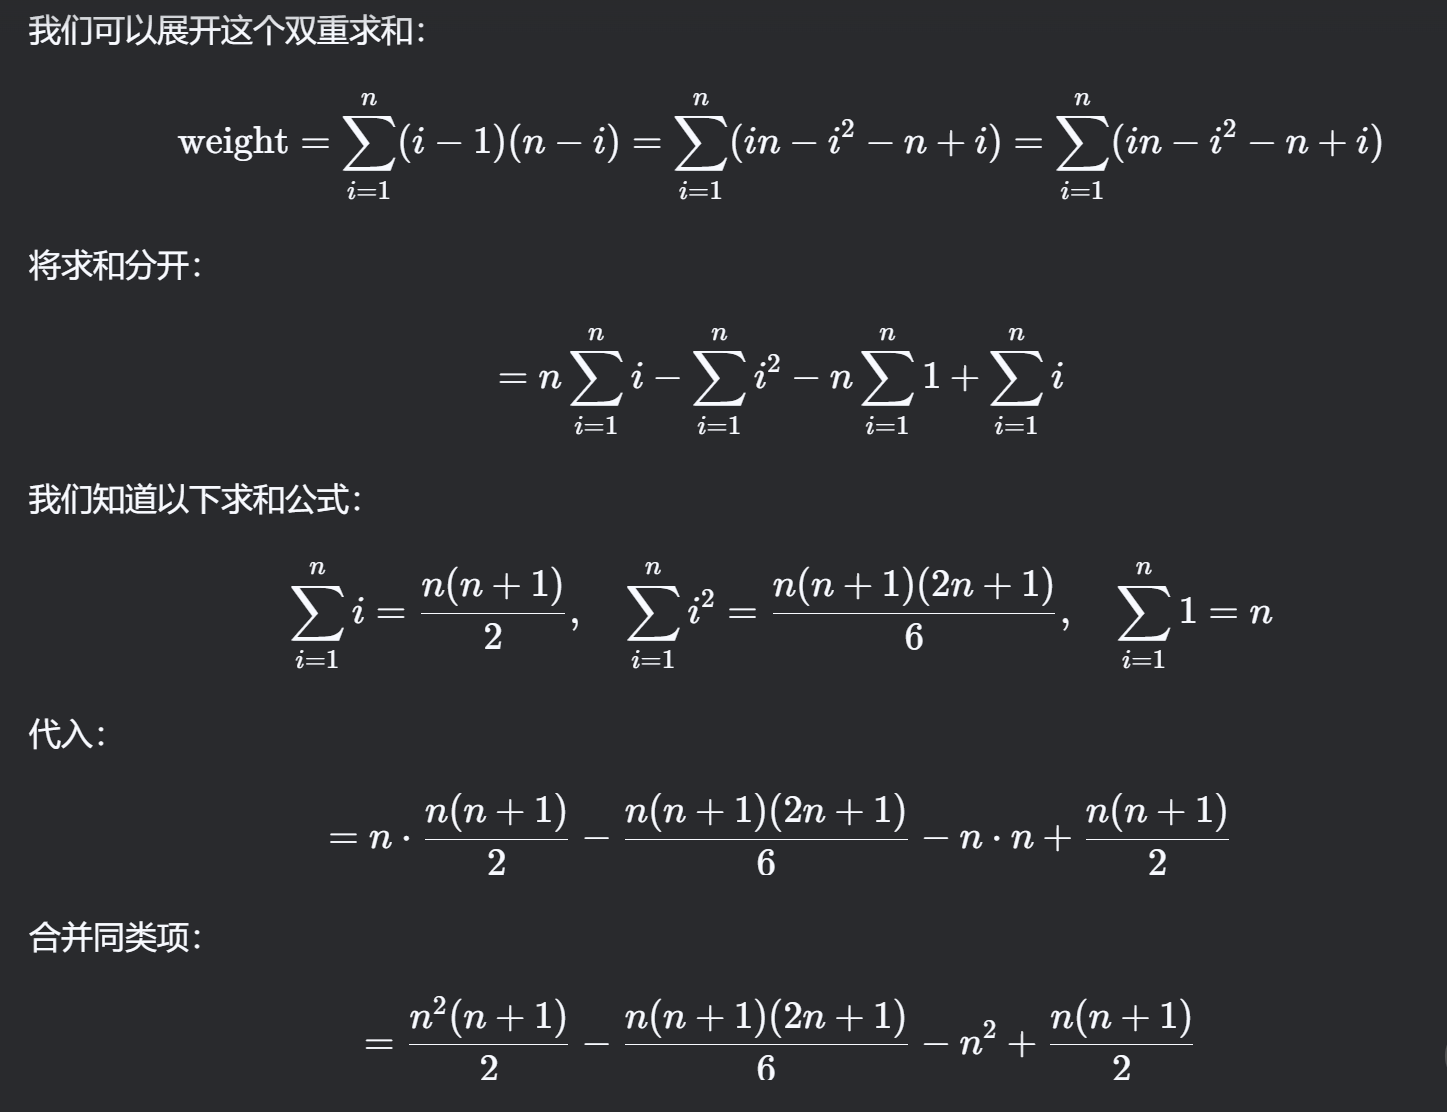 我们可以展开这个双重求和：
weight = \sum_{i=1}^{n}(i − 1)(n − i) = \sum_{i=1}^{n}(in − i^2 − n + i) = \sum_{i=1}^{n}(in − i^2 − n + i)
将求和分开：
= n\sum_{i=1}^{n} i − \sum_{i=1}^{n} i^2 − n\sum_{i=1}^{n} 1 + \sum_{i=1}^{n} i
我们知道以下求和公式：
\sum_{i=1}^{n} i = \frac{n(n + 1)}{2}, \sum_{i=1}^{n} i^2 = \frac{n(n + 1)(2n + 1)}{6}, \sum_{i=1}^{n} 1 = n
代入：
= n · \frac{n(n + 1)}{2} − \frac{n(n + 1)(2n + 1)}{6} − n · n + \frac{n(n + 1)}{2}
合并同类项：
= \frac{n^2(n + 1)}{2} − \frac{n(n + 1)(2n + 1)}{6} − n^2 + \frac{n(n + 1)}{2}